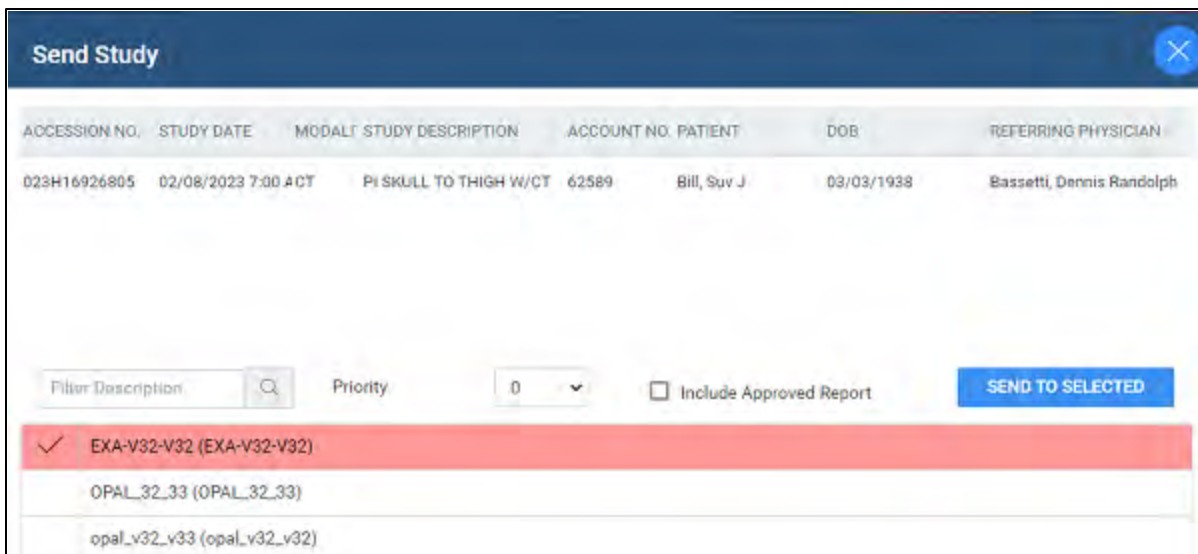 Send Study
ACCESSION NO. STUDY DATE MODALI STUDY DESCRIPTION ACCOUNT NO. PATIENT DOB REFERRING PHYSICIAN
023H16926805 02/08/2023 7:00 A CT PI SKULL TO THIGH W/CT 62589 Bill, Suv J 03/03/1938 Bassetti, Dennis Randolph
Filter Description Priority 0 Include Approved Report SEND TO SELECTED
EXA-V32-V32 (EXA-V32-V32)
OPAL_32_33 (OPAL_32_33)
opal_v32_v33 (opal_v32_v32)